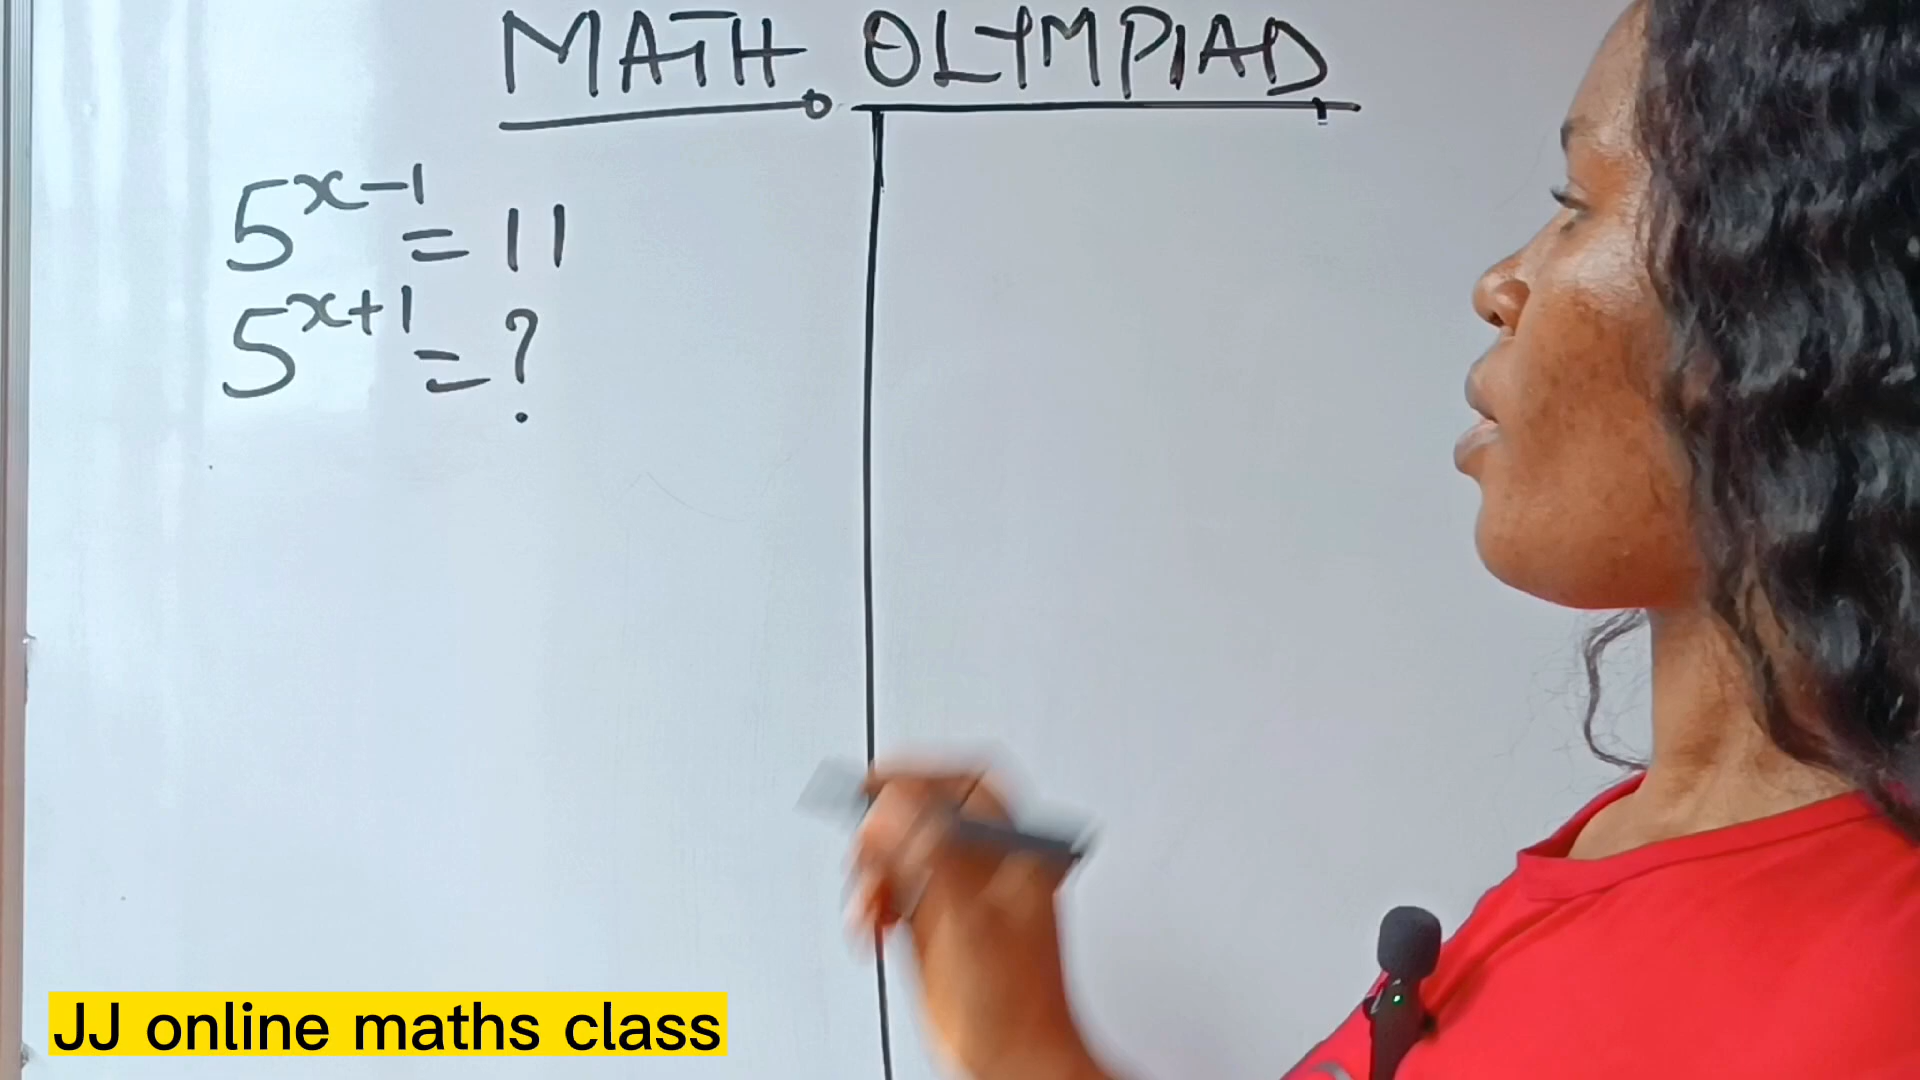 MATH OLYMPIAD
5^{x-1} = 11
5^{x+1} = ?
JJ online maths class